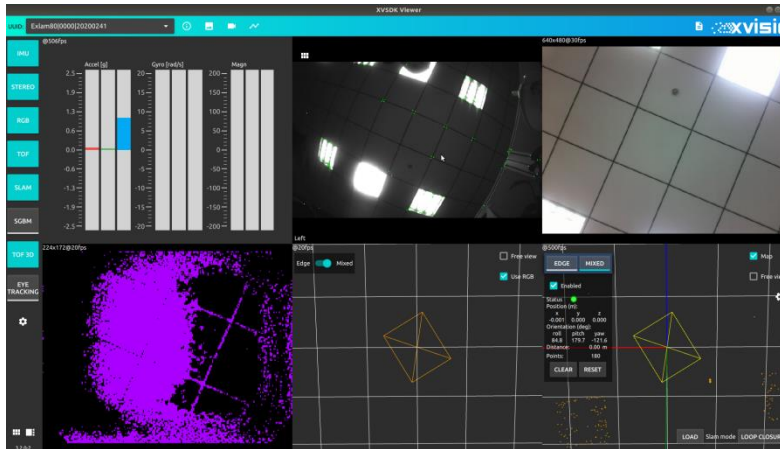 XVSDK Viewer
UUID: Exlam80|0000|20200241
xvisio
IMU
STEREO
RGB
TOF
SLAM
SGBM
TOF 3D
EYE
TRACKING
@506fps
Accel [g] Gyro [rad/s] Magn
2.5 20 200
1.9 15 150
1.3 10 100
0.6 5 50
0.0 0 0
-0.6 -5 -50
-1.3 -10 -100
-1.9 -15 -150
-2.5 -20 -200
Left
640x480@30fps
224x172@20fps
@20fps
Edge Mixed
Free view
Use RGB
@500fps
EDGE MIXED
Enabled
Status
Position (m):
x y z
-0.001 0.000 0.000
Orientation (deg):
roll pitch yaw
84.8 179.7 -121.6
Distance: 0.00 m
Points: 180
CLEAR RESET
Map
Free vie
LOAD Slam mode LOOP CLOSUR